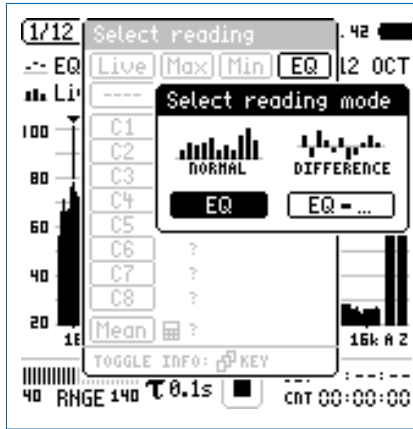 1/12 Select reading .42
EQ Live Max Min EQ 12 OCT
Li ---- Select reading mode
100 C1
C2 NORMAL DIFFERENCE
80 C3
C4 EQ EQ - ...
60 C5
C6 ?
40 C7 ?
C8 ?
20 Mean ?
16 16k A Z
TOGGLE INFO: KEY
--:--
40 RNGE 140 τ0.1s CNT 00:00:00